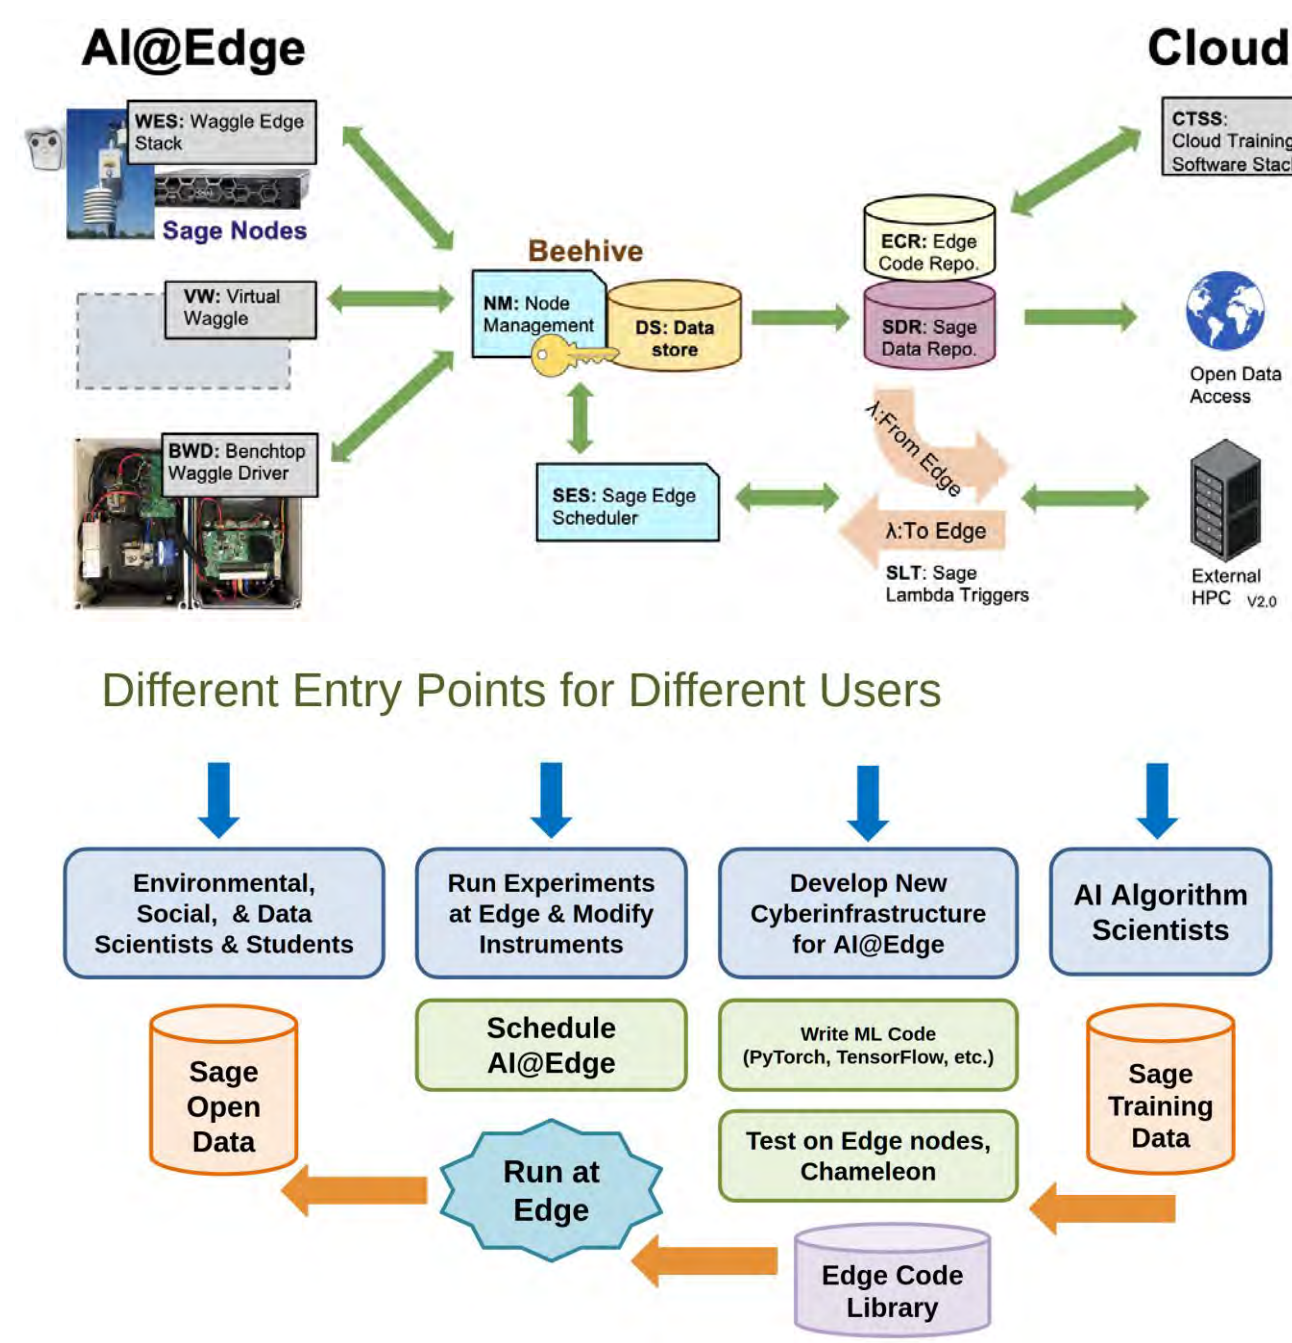 AI@Edge
Cloud
WES: Waggle Edge
Stack
Sage Nodes
VW: Virtual
Waggle
BWD: Benchtop
Waggle Driver
Beehive
NM: Node
Management
DS: Data
store
SES: Sage Edge
Scheduler
ECR: Edge
Code Repo.
SDR: Sage
Data Repo.
λ:From Edge
λ:To Edge
SLT: Sage
Lambda Triggers
CTSS:
Cloud Training
Software Stack
Open Data
Access
External
HPC V2.0
Different Entry Points for Different Users
Environmental,
Social, & Data
Scientists & Students
Run Experiments
at Edge & Modify
Instruments
Develop New
Cyberinfrastructure
for AI@Edge
AI Algorithm
Scientists
Sage
Open
Data
Schedule
AI@Edge
Run at
Edge
Write ML Code
(PyTorch, TensorFlow, etc.)
Test on Edge nodes,
Chameleon
Edge Code
Library
Sage
Training
Data